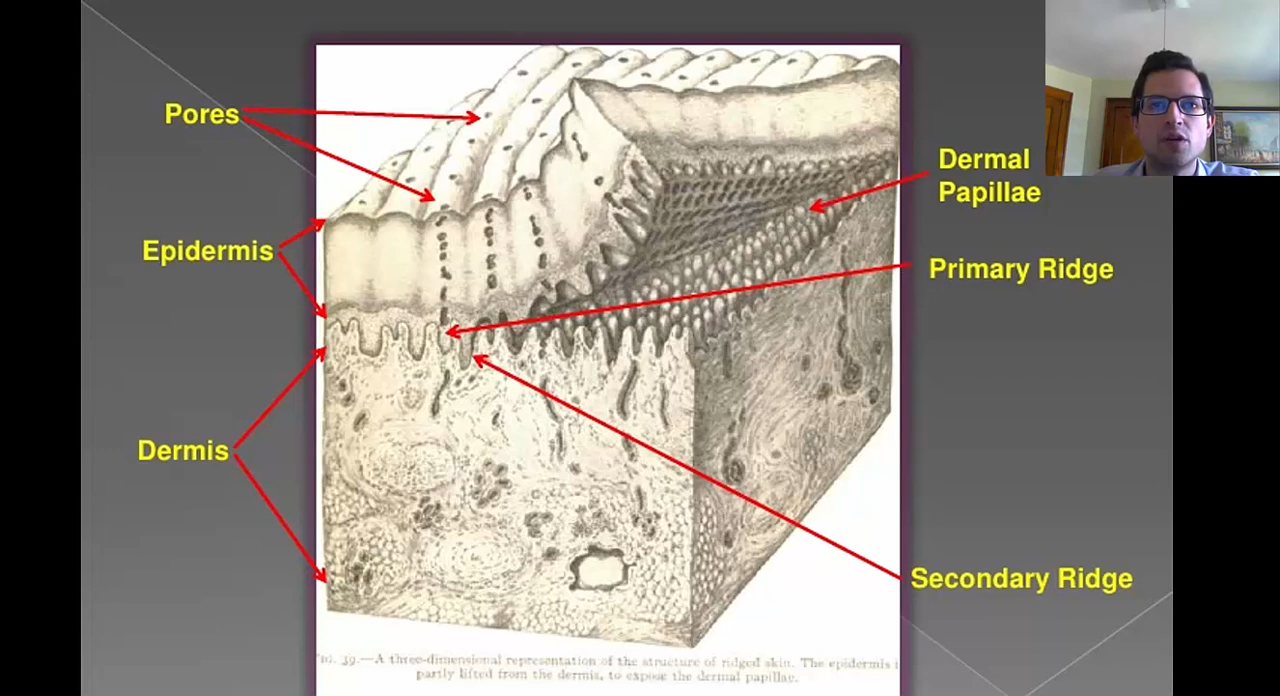 Pores
Epidermis
Dermis
Dermal
Papillae
Primary Ridge
Secondary Ridge
39.—A three-dimensional representation of the structure of ridged skin. The epidermis i
partly lifted from the dermis, to expose the dermal papillae.